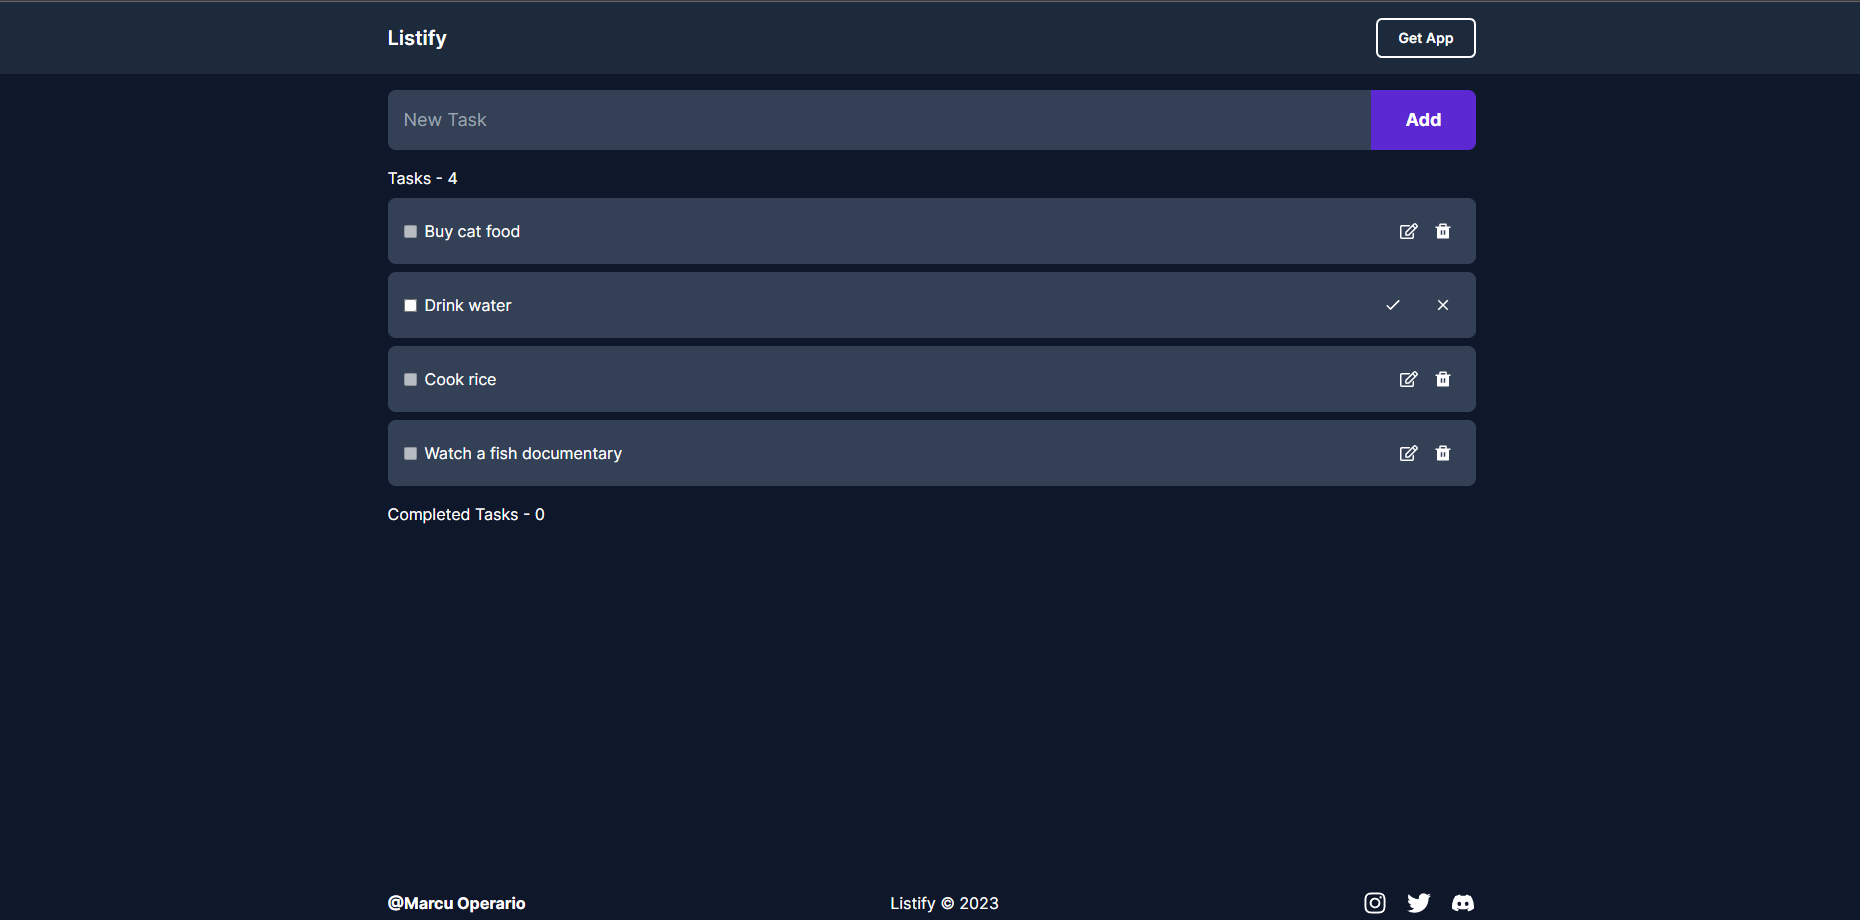 Listify
Get App
New Task
Add
Tasks - 4
Buy cat food
Drink water
Cook rice
Watch a fish documentary
Completed Tasks - 0
@Marcu Operario
Listify © 2023